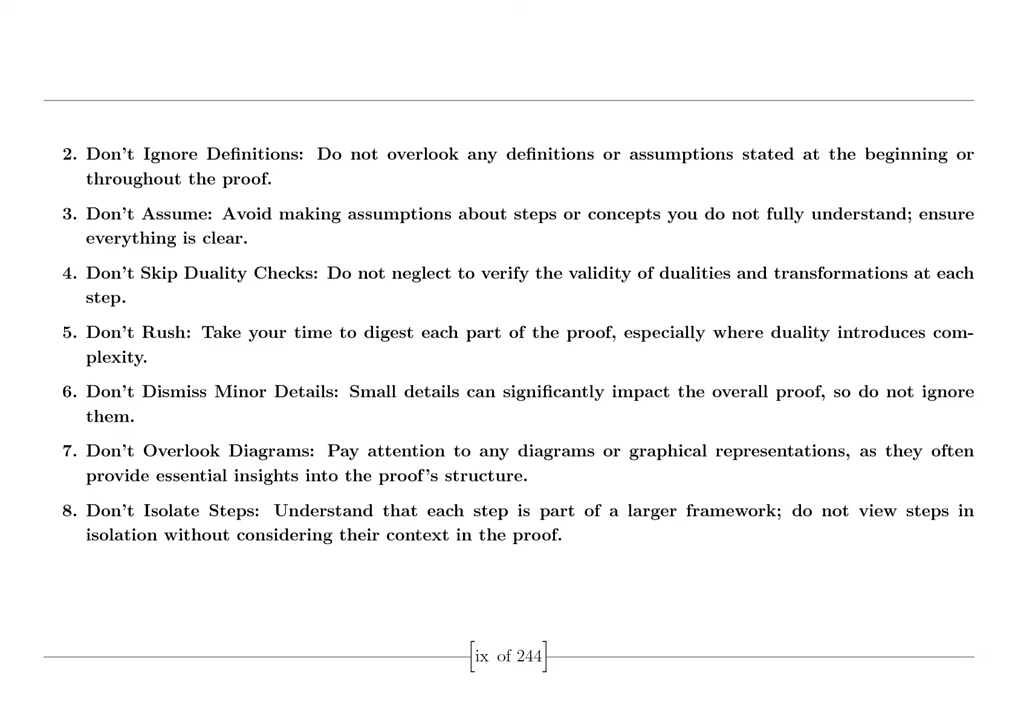 2. Don't Ignore Definitions: Do not overlook any definitions or assumptions stated at the beginning or
throughout the proof.
3. Don't Assume: Avoid making assumptions about steps or concepts you do not fully understand; ensure
everything is clear.
4. Don't Skip Duality Checks: Do not neglect to verify the validity of dualities and transformations at each
step.
5. Don't Rush: Take your time to digest each part of the proof, especially where duality introduces com-
plexity.
6. Don't Dismiss Minor Details: Small details can significantly impact the overall proof, so do not ignore
them.
7. Don't Overlook Diagrams: Pay attention to any diagrams or graphical representations, as they often
provide essential insights into the proof's structure.
8. Don't Isolate Steps: Understand that each step is part of a larger framework; do not view steps in
isolation without considering their context in the proof.
ix of 244